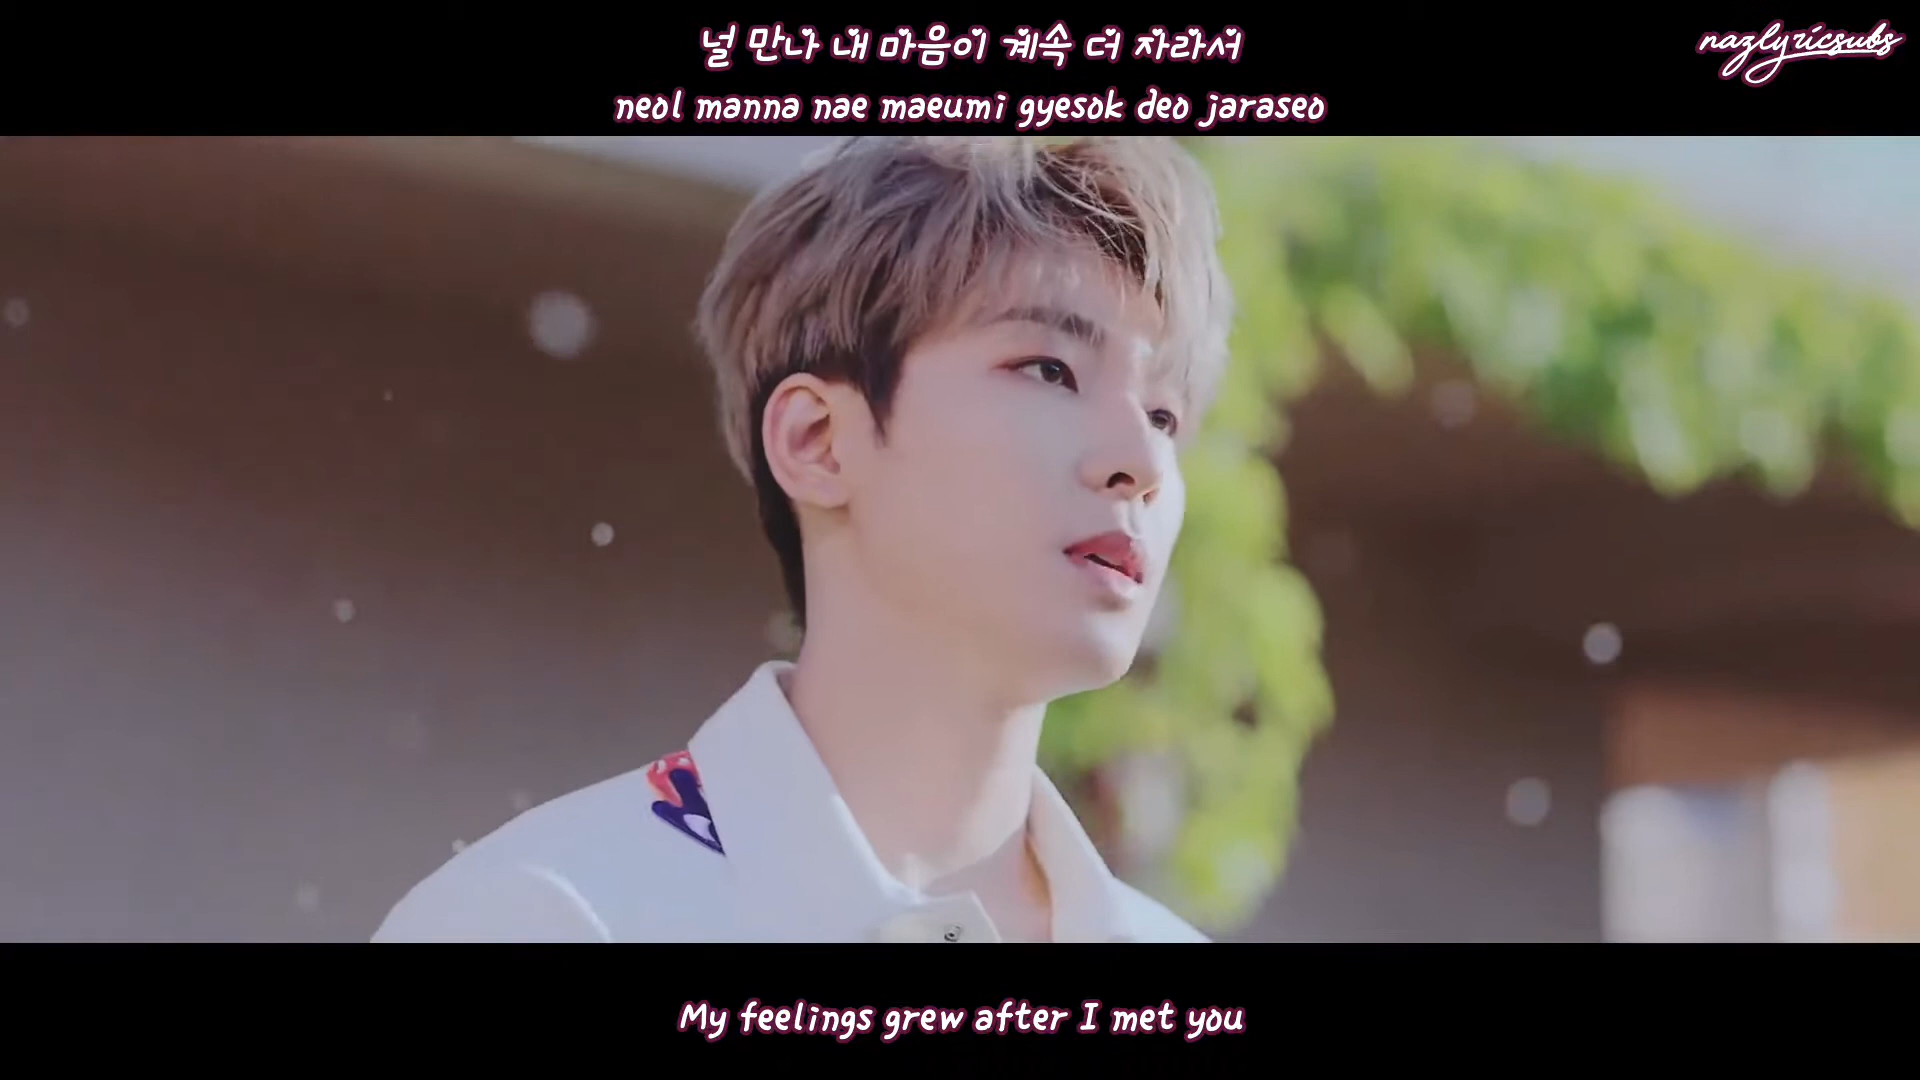 널 만나 내 마음이 계속 더 자라서
nazlyricsubs
neol manna nae maeumi gyesok deo jaraseo
My feelings grew after I met you